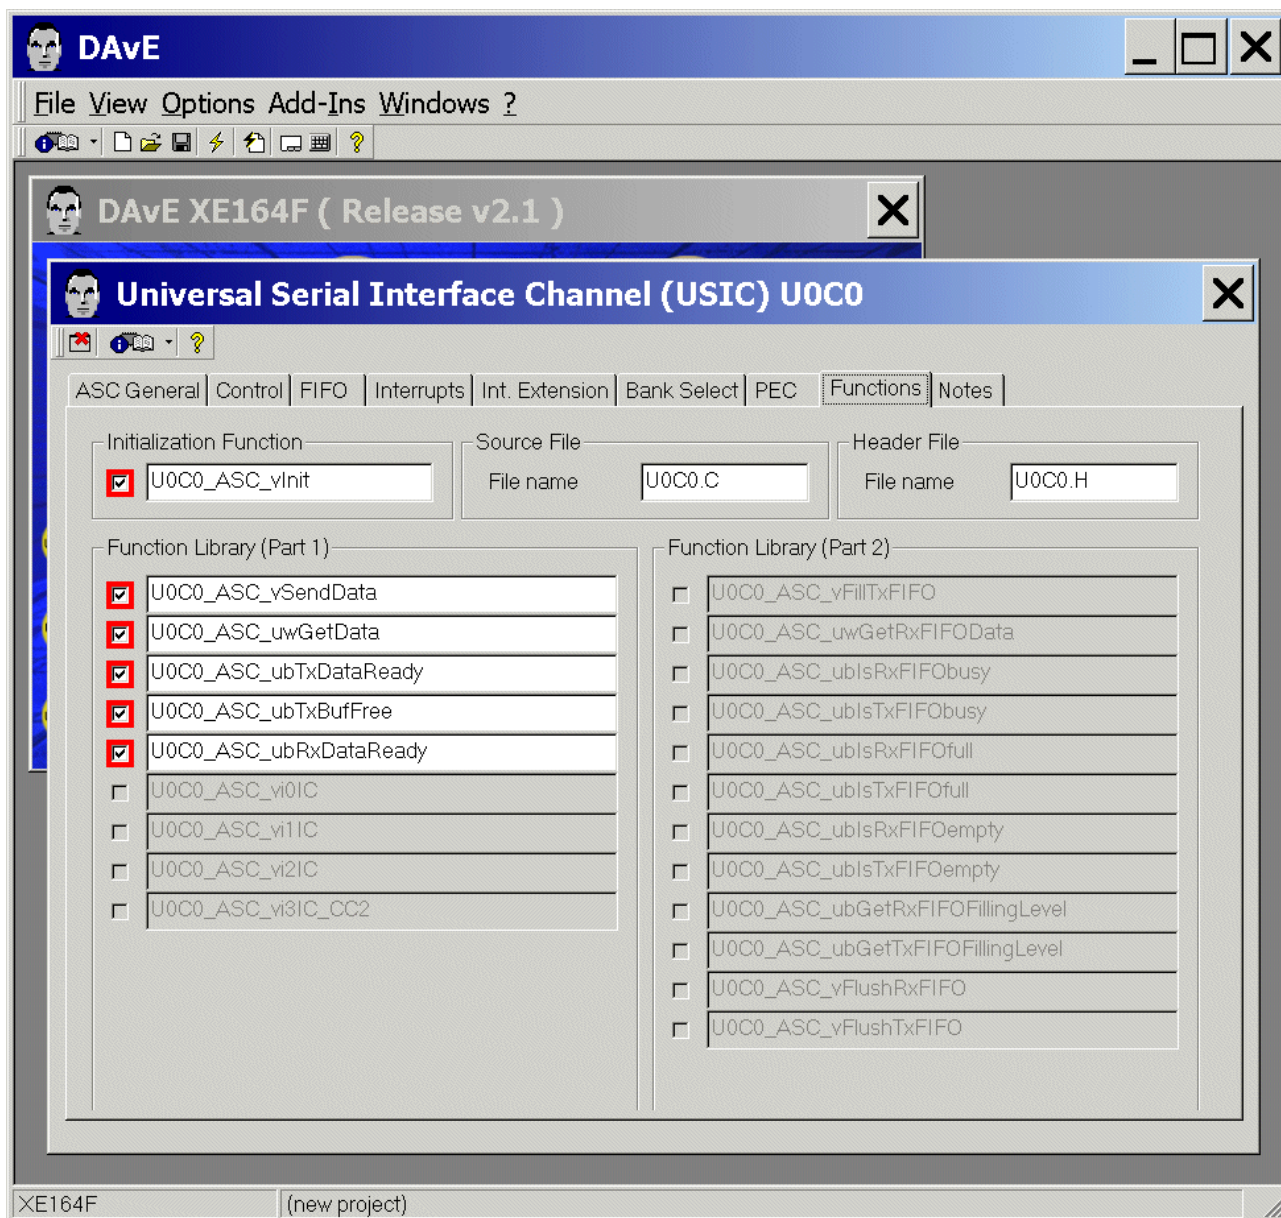 DAvE
File View Options Add-Ins Windows ?
DAvE XE164F ( Release v2.1 )
Universal Serial Interface Channel (USIC) U0C0
ASC General Control FIFO Interrupts Int. Extension Bank Select PEC Functions Notes
Initialization Function Source File Header File
U0C0_ASC_vInit File name U0C0.C File name U0C0.H
Function Library (Part 1)
U0C0_ASC_vSendData
U0C0_ASC_uwGetData
U0C0_ASC_ubTxDataReady
U0C0_ASC_ubTxBufFree
U0C0_ASC_ubRxDataReady
U0C0_ASC_vi0IC
U0C0_ASC_vi1IC
U0C0_ASC_vi2IC
U0C0_ASC_vi3IC_CC2
Function Library (Part 2)
U0C0_ASC_vFillTxFIFO
U0C0_ASC_uwGetRxFIFOData
U0C0_ASC_ubIsRxFIFObusy
U0C0_ASC_ubIsTxFIFObusy
U0C0_ASC_ubIsRxFIFOfull
U0C0_ASC_ubIsTxFIFOfull
U0C0_ASC_ubIsRxFIFOempty
U0C0_ASC_ubIsTxFIFOempty
U0C0_ASC_ubGetRxFIFOFillingLevel
U0C0_ASC_ubGetTxFIFOFillingLevel
U0C0_ASC_vFlushRxFIFO
U0C0_ASC_vFlushTxFIFO
XE164F (new project)